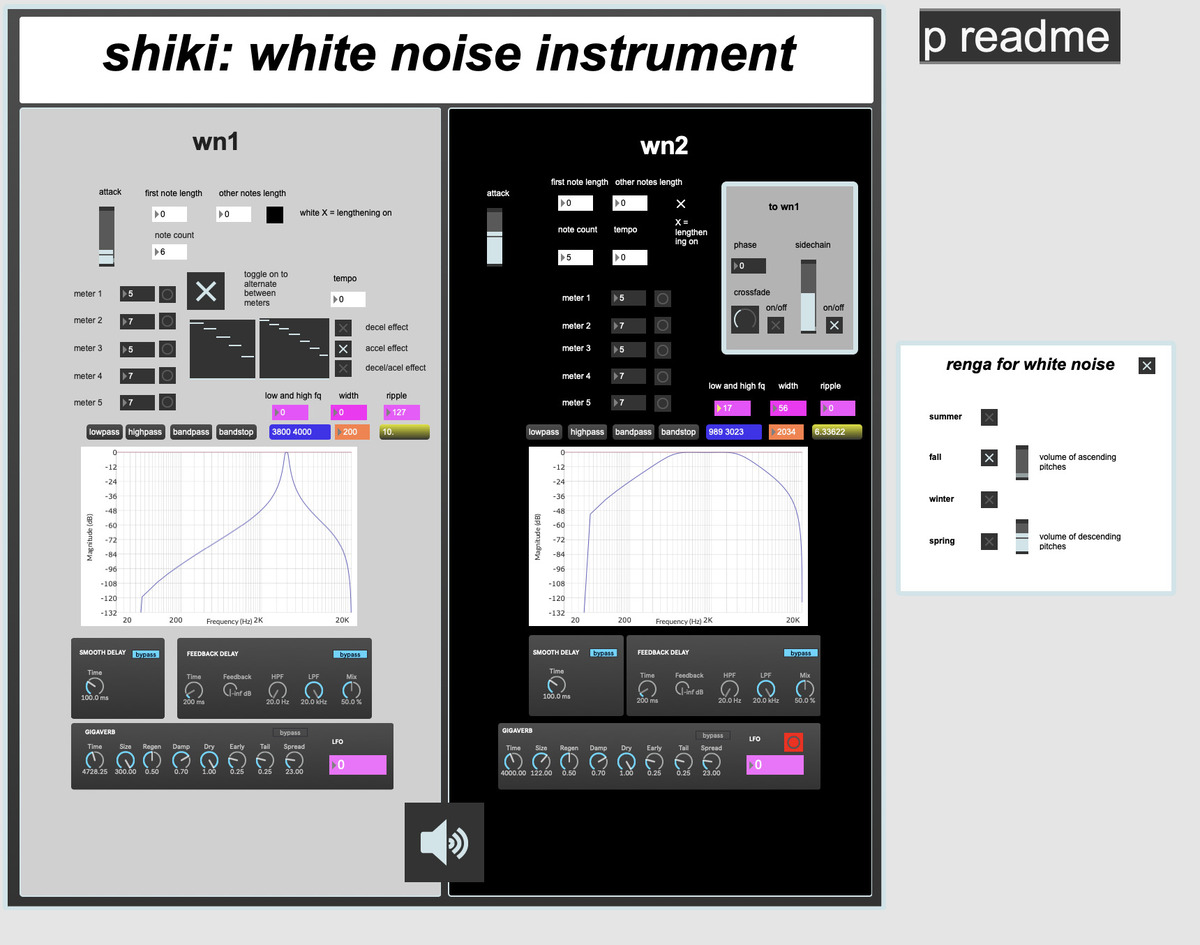 shiki: white noise instrument
p readme
wn1
attack
first note length
other notes length
0
0
white X = lengthening on
note count
6
toggle on to
alternate
between
meters
tempo
0
meter 1
5
meter 2
7
meter 3
5
meter 4
7
meter 5
7
decel effect
accel effect
decel/acel effect
low and high fq
width
ripple
0
0
127
lowpass
highpass
bandpass
bandstop
3800 4000
200
10.
Magnitude (dB)
0
-12
-24
-36
-48
-60
-72
-84
-96
-108
-120
-132
20
200
Frequency (Hz)
2K
20K
SMOOTH DELAY
bypass
Time
100.0 ms
FEEDBACK DELAY
bypass
Time
Feedback
HPF
LPF
Mix
200 ms
-inf dB
20.0 Hz
20.0 kHz
50.0 %
GIGAVERB
bypass
Time
Size
Regen
Damp
Dry
Early
Tail
Spread
4728.25
300.00
0.50
0.70
1.00
0.25
0.25
23.00
LFO
0
wn2
attack
first note length
other notes length
0
0
X =
lengthen
ing on
note count
tempo
5
0
meter 1
5
meter 2
7
meter 3
5
meter 4
7
meter 5
7
to wn1
phase
sidechain
0
crossfade
on/off
on/off
low and high fq
width
ripple
17
56
0
lowpass
highpass
bandpass
bandstop
989 3023
2034
6.33622
Magnitude (dB)
0
-12
-24
-36
-48
-60
-72
-84
-96
-108
-120
-132
20
200
Frequency (Hz)
2K
20K
SMOOTH DELAY
bypass
Time
100.0 ms
FEEDBACK DELAY
bypass
Time
Feedback
HPF
LPF
Mix
200 ms
-inf dB
20.0 Hz
20.0 kHz
50.0 %
GIGAVERB
bypass
Time
Size
Regen
Damp
Dry
Early
Tail
Spread
4000.00
122.00
0.50
0.70
1.00
0.25
0.25
23.00
LFO
0
renga for white noise
summer
fall
volume of ascending
pitches
winter
spring
volume of descending
pitches